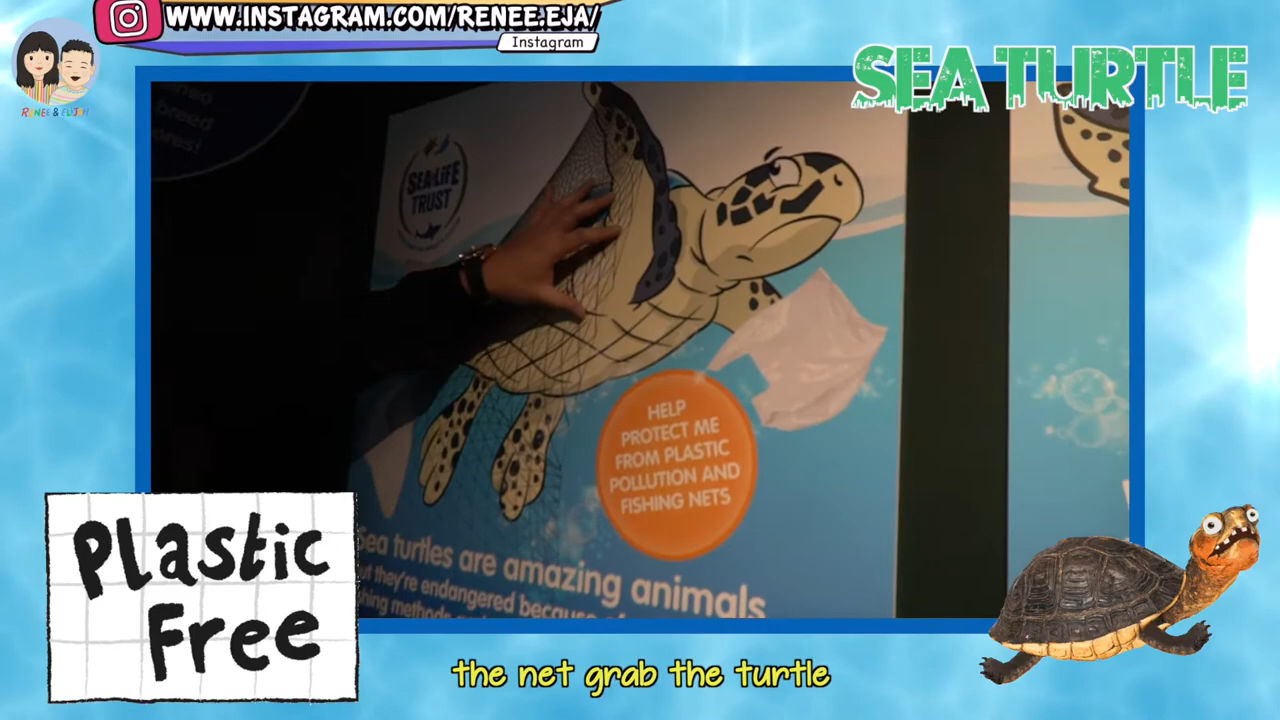 WWW.INSTAGRAM.COM/RENEE.EJA/
Instagram
RENEE & ELIJAH
SEA TURTLE
breed
SEA LIFE
TRUST
HELP
PROTECT ME
FROM PLASTIC
POLLUTION AND
FISHING NETS
Sea turtles are amazing animals
they're endangered because
methods
Plastic
Free
the net grab the turtle